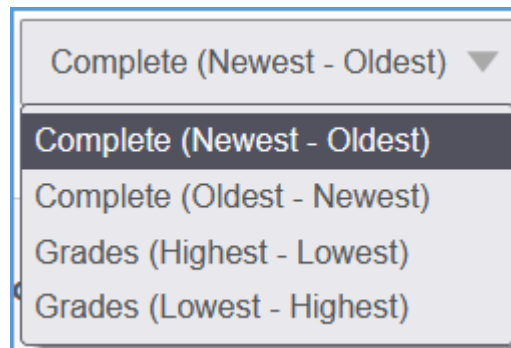 Complete (Newest - Oldest)
Complete (Newest - Oldest)
Complete (Oldest - Newest)
Grades (Highest - Lowest)
Grades (Lowest - Highest)